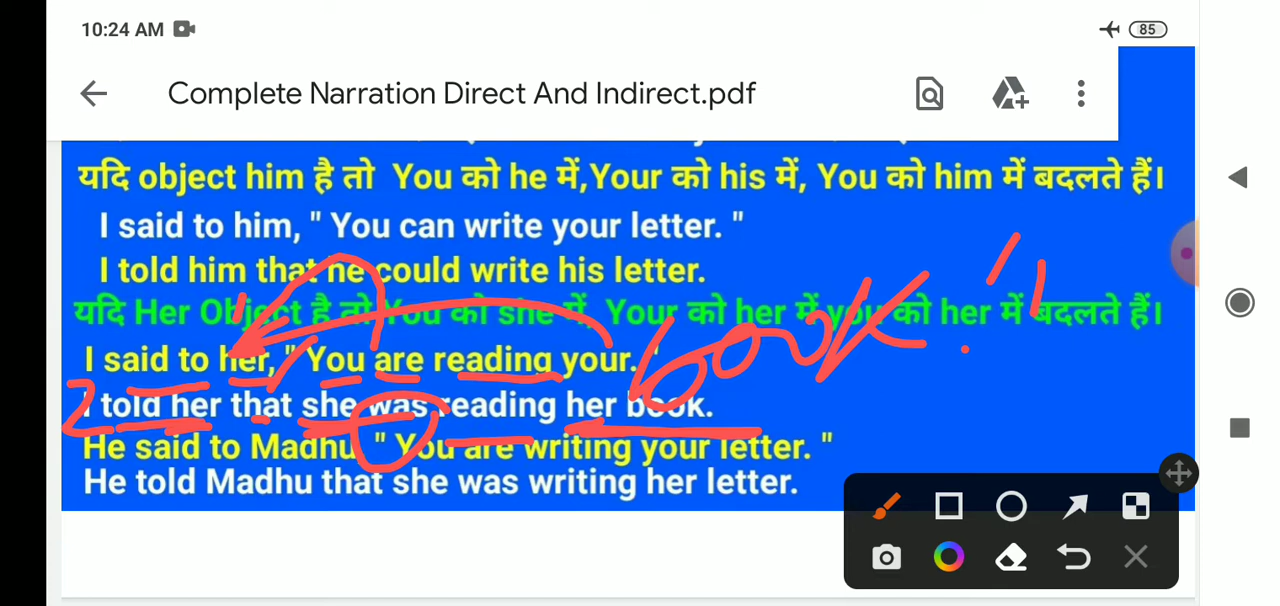 10:24 AM
85
Complete Narration Direct And Indirect.pdf
यदि object him है तो You को he में,Your को his में, You को him में बदलते हैं।
I said to him, " You can write your letter. "
I told him that he could write his letter.
यदि Her Object है तो You को she में, Your को her में you को her में बदलते हैं।
I said to her, " You are reading your. "
book."
I told her that she was reading her book.
He said to Madhu " You are writing your letter. "
He told Madhu that she was writing her letter.